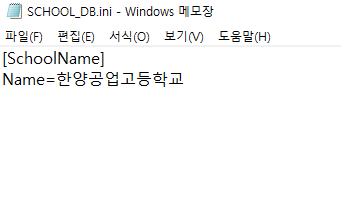 SCHOOL_DB.ini - Windows 메모장
파일(F) 편집(E) 서식(O) 보기(V) 도움말(H)
[SchoolName]
Name=한양공업고등학교